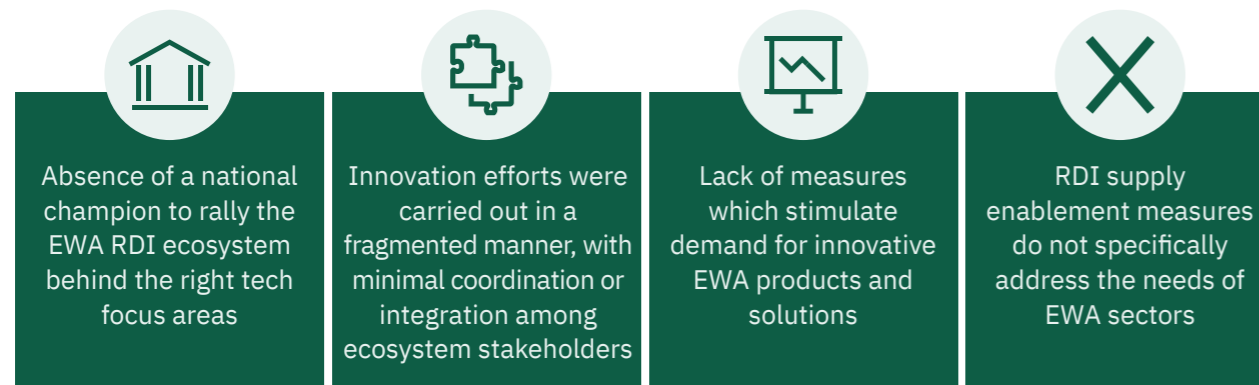 Absence of a national
champion to rally the
EWA RDI ecosystem
behind the right tech
focus areas
Innovation efforts were
carried out in a
fragmented manner, with
minimal coordination or
integration among
ecosystem stakeholders
Lack of measures
which stimulate
demand for innovative
EWA products and
solutions
RDI supply
enablement measures
do not specifically
address the needs of
EWA sectors